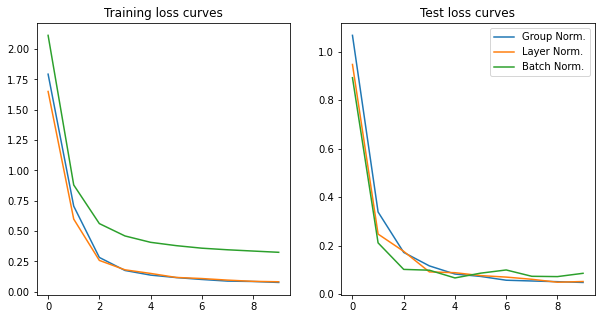 Training loss curves
2.00
1.75
1.50
1.25
1.00
0.75
0.50
0.25
0.00
0 2 4 6 8
Test loss curves
Group Norm.
Layer Norm.
Batch Norm.
1.0
0.8
0.6
0.4
0.2
0.0
0 2 4 6 8